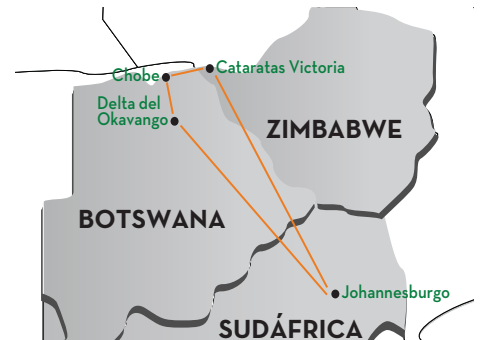 Chobe
Cataratas Victoria
Delta del
Okavango
ZIMBABWE
BOTSWANA
Johannesburgo
SUDÁFRICA